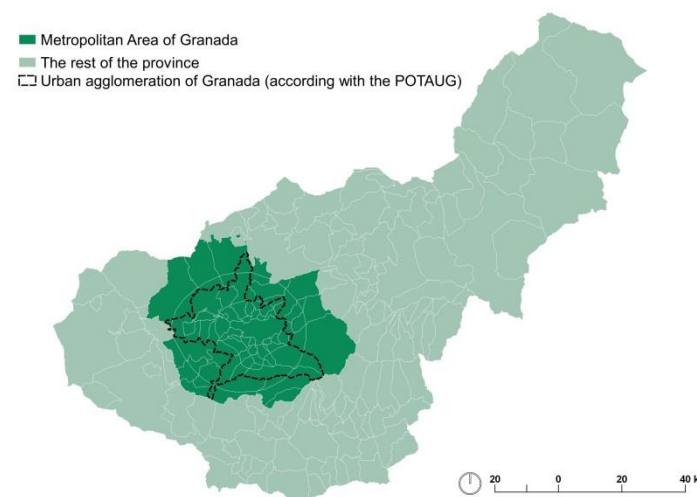 Metropolitan Area of Granada
The rest of the province
Urban agglomeration of Granada (according with the POTAUG)
20 0 20 40